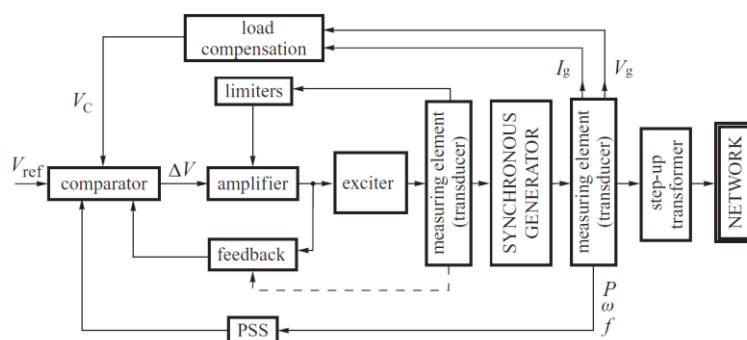 load
compensation
I_g
V_g
V_C
limiters
V_ref
comparator
ΔV
amplifier
exciter
measuring element
(transducer)
SYNCHRONOUS
GENERATOR
measuring element
(transducer)
step-up
transformer
NETWORK
feedback
PSS
P
ω
f